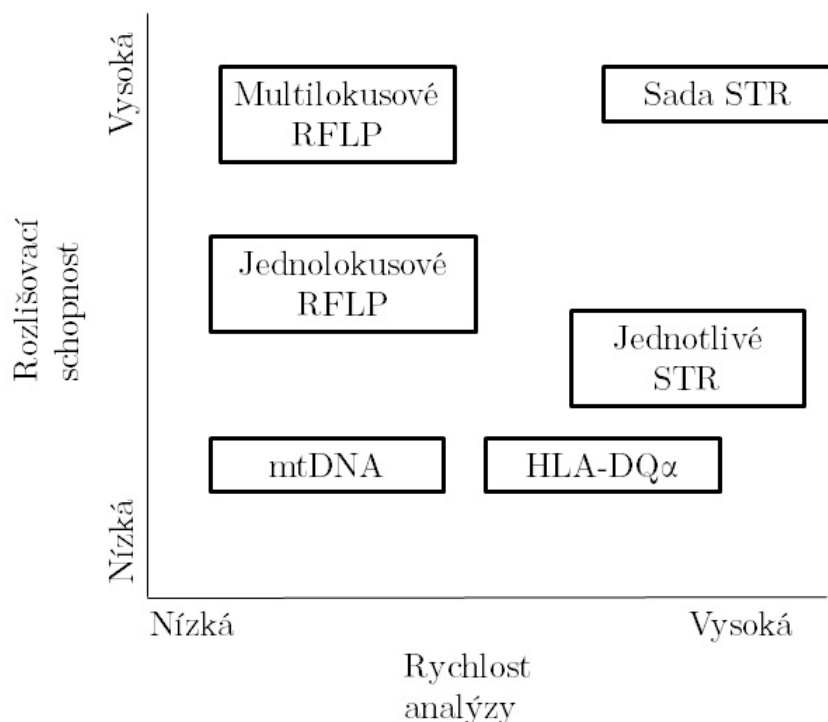 Vysoká
Multilokusové
RFLP
Sada STR
Rozlišovací
schopnost
Jednolokusové
RFLP
Jednotlivé
STR
mtDNA
HLA-DQα
Nízká
Nízká
Vysoká
Rychlost
analýzy